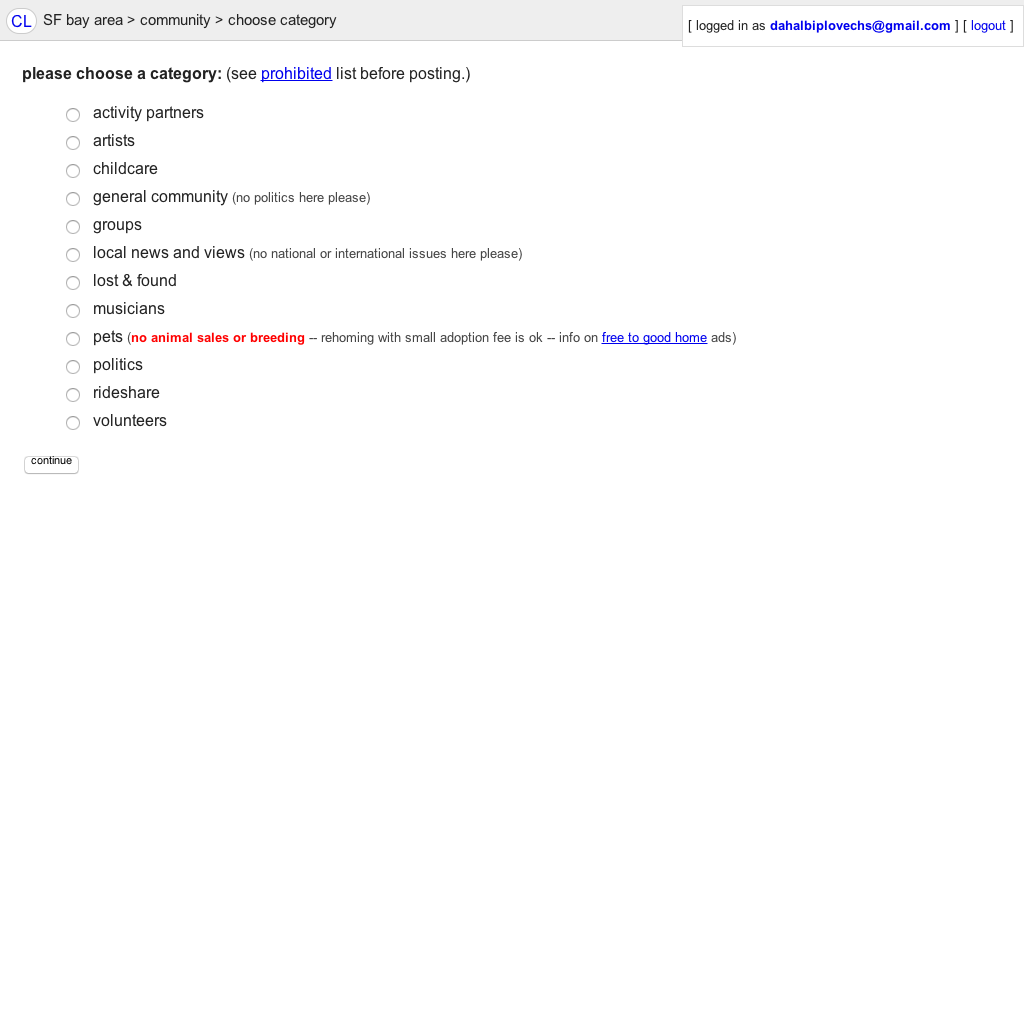 CL SF bay area > community > choose category
[ logged in as dahalbiplovechs@gmail.com ] [ logout ]
please choose a category: (see prohibited list before posting.)
activity partners
artists
childcare
general community (no politics here please)
groups
local news and views (no national or international issues here please)
lost & found
musicians
pets (no animal sales or breeding -- rehoming with small adoption fee is ok -- info on free to good home ads)
politics
rideshare
volunteers
continue